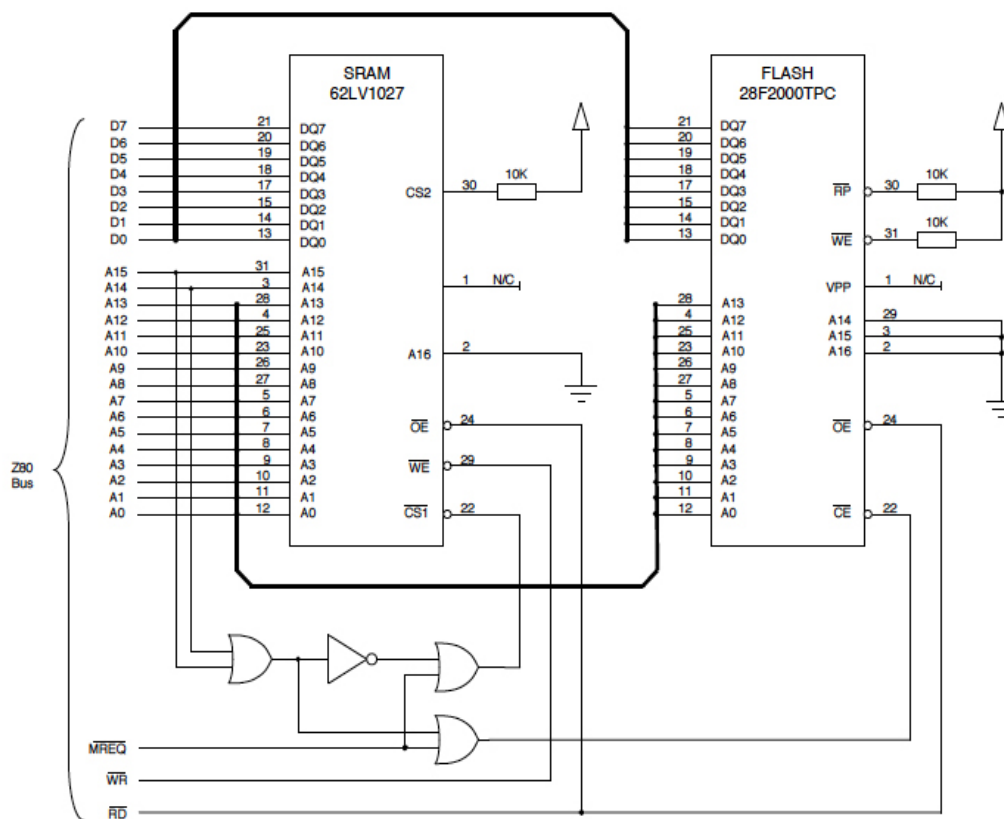 SRAM
62LV1027
FLASH
28F2000TPC
D7 21 DQ7
D6 20 DQ6
D5 19 DQ5
D4 18 DQ4
D3 17 DQ3
D2 15 DQ2
D1 14 DQ1
D0 13 DQ0
A15 31 A15
A14 3 A14
A13 28 A13
A12 4 A12
A11 25 A11
A10 23 A10
A9 26 A9
A8 27 A8
A7 5 A7
A6 6 A6
A5 7 A5
A4 8 A4
A3 9 A3
A2 10 A2
A1 11 A1
A0 12 A0
Z80
Bus
CS2 30 10K
1 N/C
A16 2
OE 24
WE 29
CS1 22
21 DQ7
20 DQ6
19 DQ5
18 DQ4
17 DQ3
15 DQ2
14 DQ1
13 DQ0
28 A13
4 A12
25 A11
23 A10
26 A9
27 A8
5 A7
6 A6
7 A5
8 A4
9 A3
10 A2
11 A1
12 A0
RP 30 10K
WE 31 10K
VPP 1 N/C
A14 29
A15 3
A16 2
OE 24
CE 22
MREQ
WR
RD